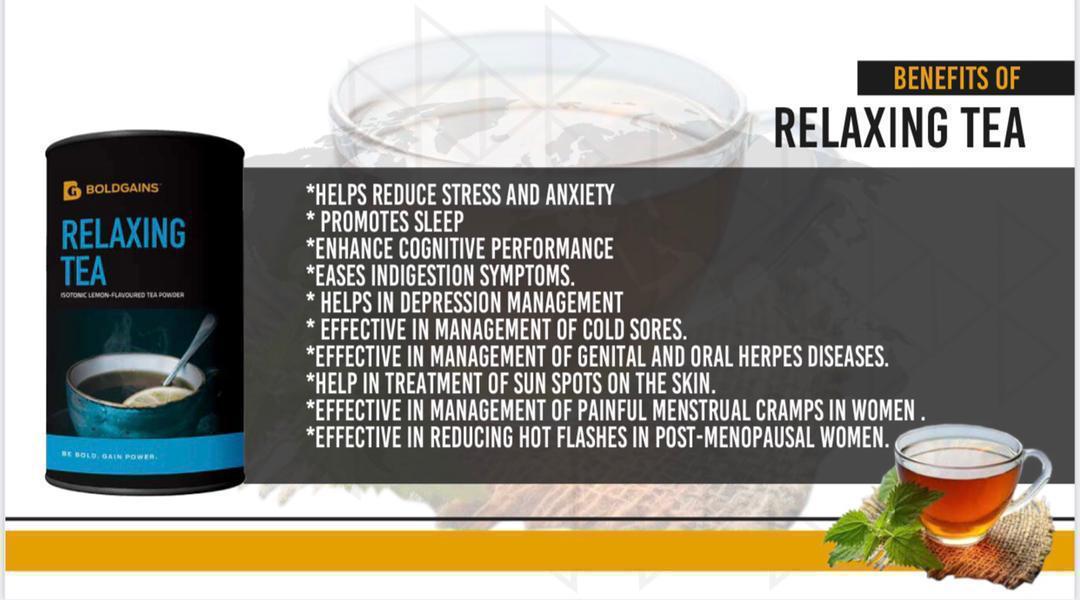 BENEFITS OF
RELAXING TEA
G BOLDGAINS
RELAXING
TEA
ISOTONIC LEMON-FLAVOURED TEA POWDER
BE BOLD. GAIN POWER.
*HELPS REDUCE STRESS AND ANXIETY
* PROMOTES SLEEP
*ENHANCE COGNITIVE PERFORMANCE
*EASES INDIGESTION SYMPTOMS.
* HELPS IN DEPRESSION MANAGEMENT
* EFFECTIVE IN MANAGEMENT OF COLD SORES.
*EFFECTIVE IN MANAGEMENT OF GENITAL AND ORAL HERPES DISEASES.
*HELP IN TREATMENT OF SUN SPOTS ON THE SKIN.
*EFFECTIVE IN MANAGEMENT OF PAINFUL MENSTRUAL CRAMPS IN WOMEN .
*EFFECTIVE IN REDUCING HOT FLASHES IN POST-MENOPAUSAL WOMEN.